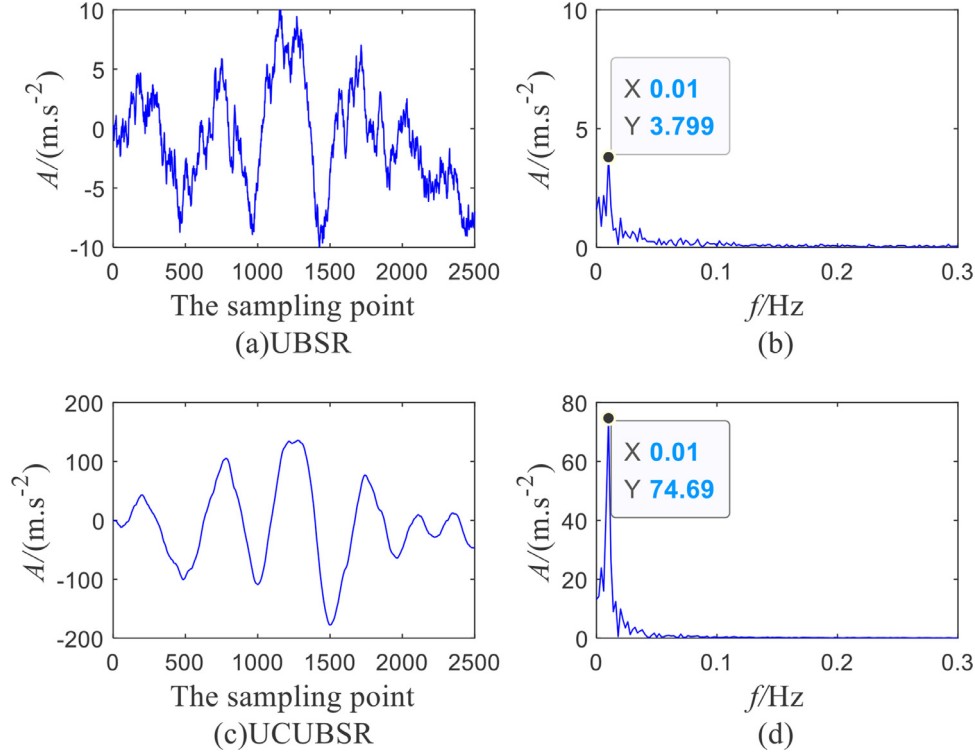 A/(m.s-2)
10
5
0
-5
-10
0 500 1000 1500 2000 2500
The sampling point
(a)UBSR
A/(m.s-2)
10
5
0
X 0.01
Y 3.799
0 0.1 0.2 0.3
f/Hz
(b)
A/(m.s-2)
200
100
0
-100
-200
0 500 1000 1500 2000 2500
The sampling point
(c)UCUBSR
A/(m.s-2)
80
60
40
20
0
X 0.01
Y 74.69
0 0.1 0.2 0.3
f/Hz
(d)